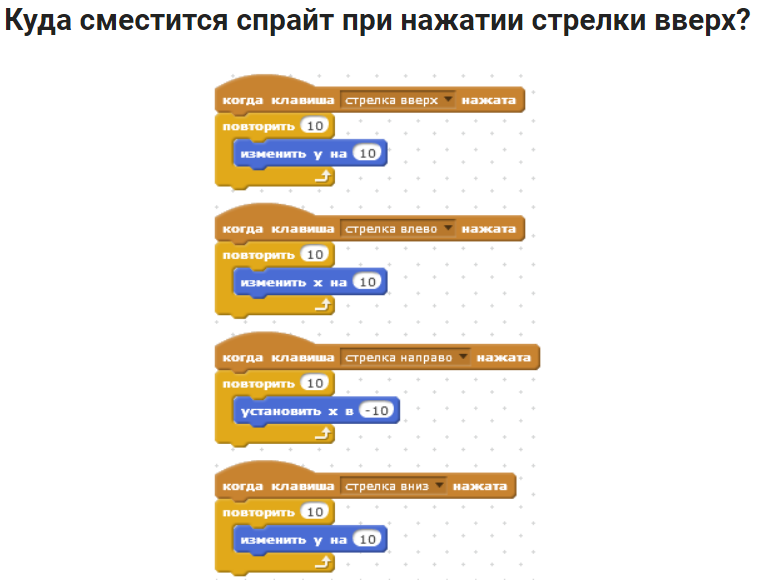 Куда сместится спрайт при нажатии стрелки вверх?
когда клавиша стрелка вверх нажата
повторить 10
изменить y на 10
когда клавиша стрелка влево нажата
повторить 10
изменить x на 10
когда клавиша стрелка направо нажата
повторить 10
установить x в -10
когда клавиша стрелка вниз нажата
повторить 10
изменить y на 10